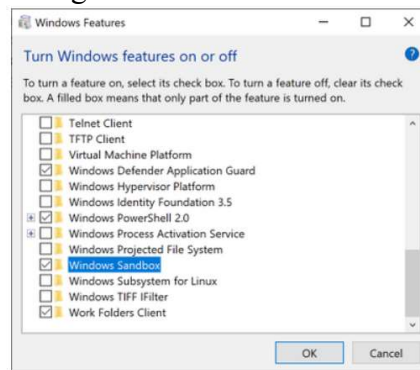 Windows Features
Turn Windows features on or off
To turn a feature on, select its check box. To turn a feature off, clear its check
box. A filled box means that only part of the feature is turned on.
Telnet Client
TFTP Client
Virtual Machine Platform
Windows Defender Application Guard
Windows Hypervisor Platform
Windows Identity Foundation 3.5
Windows PowerShell 2.0
Windows Process Activation Service
Windows Projected File System
Windows Sandbox
Windows Subsystem for Linux
Windows TIFF IFilter
Work Folders Client
OK Cancel